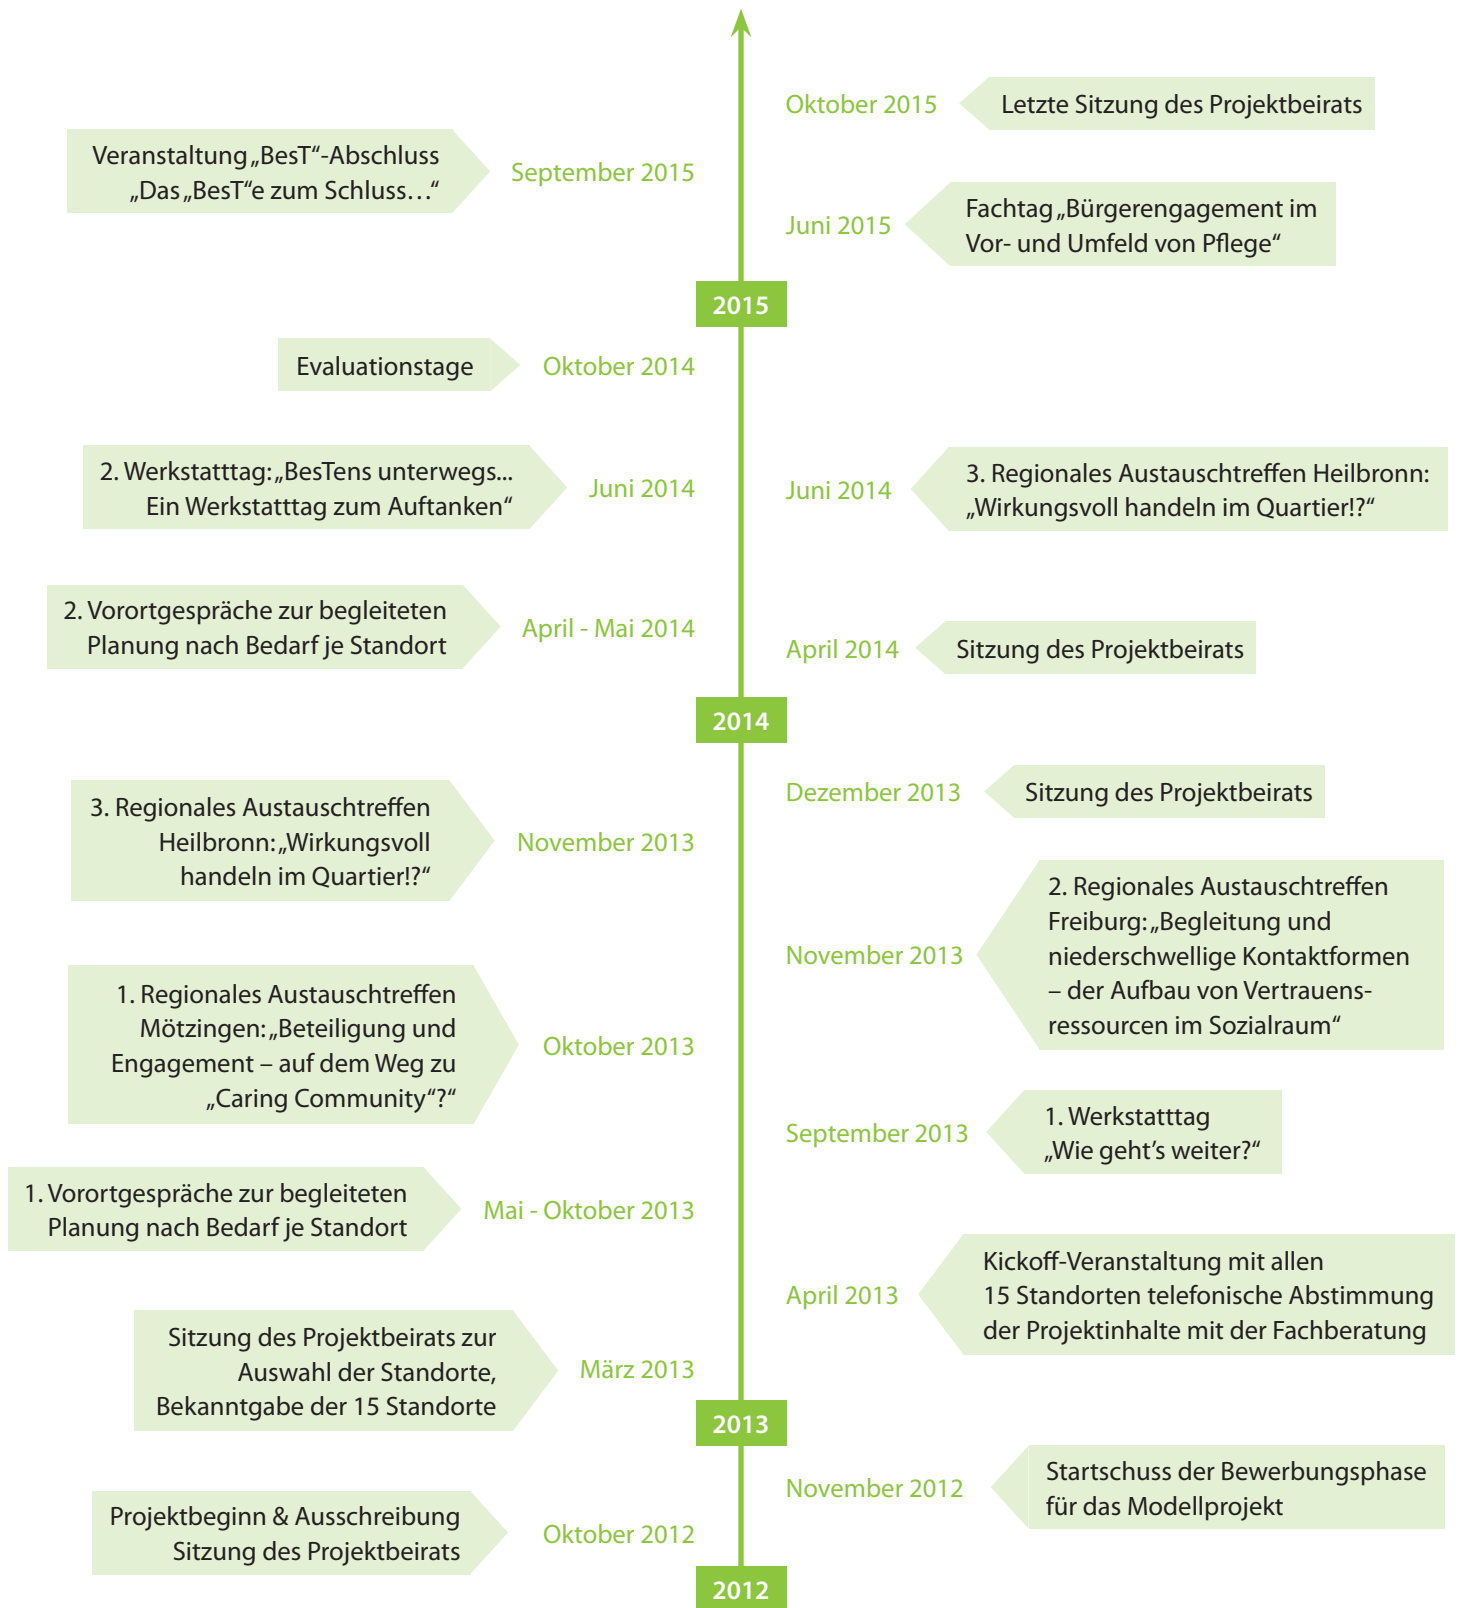 Oktober 2015
Letzte Sitzung des Projektbeirats
Veranstaltung „BesT“-Abschluss
„Das „BesT“e zum Schluss…“
September 2015
Juni 2015
Fachtag „Bürgerengagement im
Vor- und Umfeld von Pflege“
2015
Evaluationstage
Oktober 2014
2. Werkstatttag: „BesTens unterwegs...
Ein Werkstatttag zum Auftanken“
Juni 2014
Juni 2014
3. Regionales Austauschtreffen Heilbronn:
„Wirkungsvoll handeln im Quartier!?“
2. Vorortgespräche zur begleiteten
Planung nach Bedarf je Standort
April - Mai 2014
April 2014
Sitzung des Projektbeirats
2014
Dezember 2013
Sitzung des Projektbeirats
3. Regionales Austauschtreffen
Heilbronn: „Wirkungsvoll
handeln im Quartier!?“
November 2013
November 2013
2. Regionales Austauschtreffen
Freiburg: „Begleitung und
niederschwellige Kontaktformen
– der Aufbau von Vertrauens-
ressourcen im Sozialraum“
1. Regionales Austauschtreffen
Mötzingen: „Beteiligung und
Engagement – auf dem Weg zu
„Caring Community“?“
Oktober 2013
September 2013
1. Werkstatttag
„Wie geht’s weiter?“
1. Vorortgespräche zur begleiteten
Planung nach Bedarf je Standort
Mai - Oktober 2013
April 2013
Kickoff-Veranstaltung mit allen
15 Standorten telefonische Abstimmung
der Projektinhalte mit der Fachberatung
Sitzung des Projektbeirats zur
Auswahl der Standorte,
Bekanntgabe der 15 Standorte
März 2013
2013
November 2012
Startschuss der Bewerbungsphase
für das Modellprojekt
Projektbeginn & Ausschreibung
Sitzung des Projektbeirats
Oktober 2012
2012